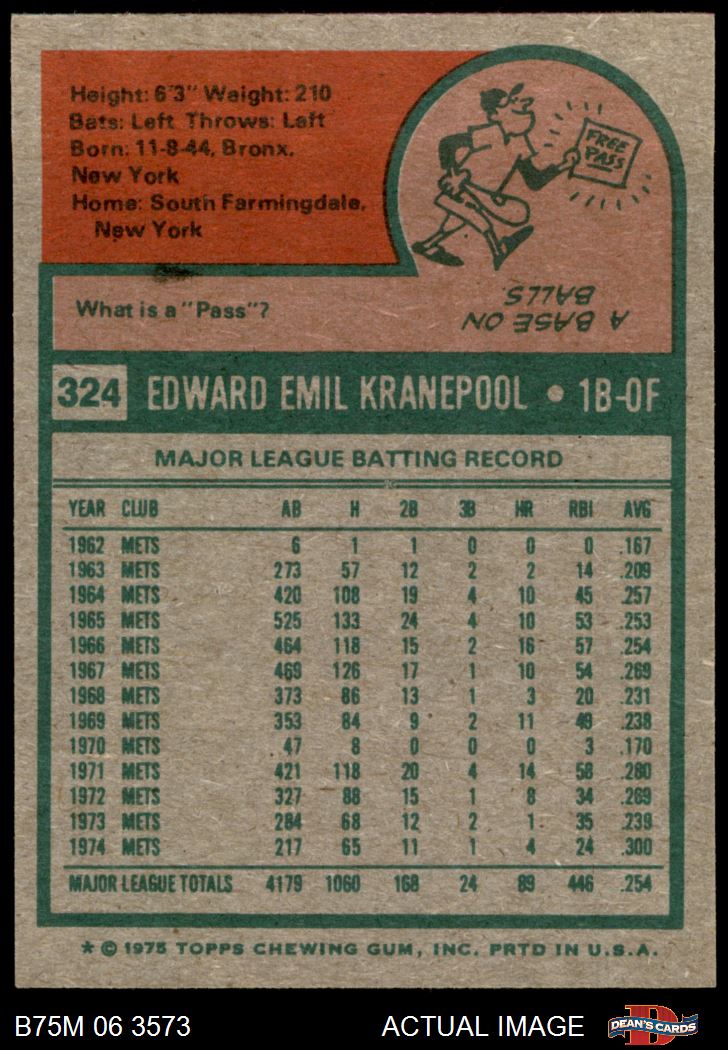 Height: 6'3" Weight: 210
Bats: Left Throws: Left
Born: 11-8-44, Bronx,
New York
Home: South Farmingdale,
New York
FREE
PASS
What is a "Pass"?
A BASE ON
BALLS.
324 EDWARD EMIL KRANEPOOL • 1B-OF
MAJOR LEAGUE BATTING RECORD
YEAR CLUB AB H 2B 3B HR RBI AVG
1962 METS 6 1 1 0 0 0 .167
1963 METS 273 57 12 2 2 14 .209
1964 METS 420 108 19 4 10 45 .257
1965 METS 525 133 24 4 10 53 .253
1966 METS 464 118 15 2 16 57 .254
1967 METS 469 126 17 1 10 54 .269
1968 METS 373 86 13 1 3 20 .231
1969 METS 353 84 9 2 11 49 .238
1970 METS 47 8 0 0 0 3 .170
1971 METS 421 118 20 4 14 58 .280
1972 METS 327 88 15 1 8 34 .269
1973 METS 284 68 12 2 1 35 .239
1974 METS 217 65 11 1 4 24 .300
MAJOR LEAGUE TOTALS 4179 1060 168 24 89 446 .254
* © 1975 TOPPS CHEWING GUM, INC. PRTD IN U.S.A.
B75M 06 3573 ACTUAL IMAGE D DEAN'S CARDS